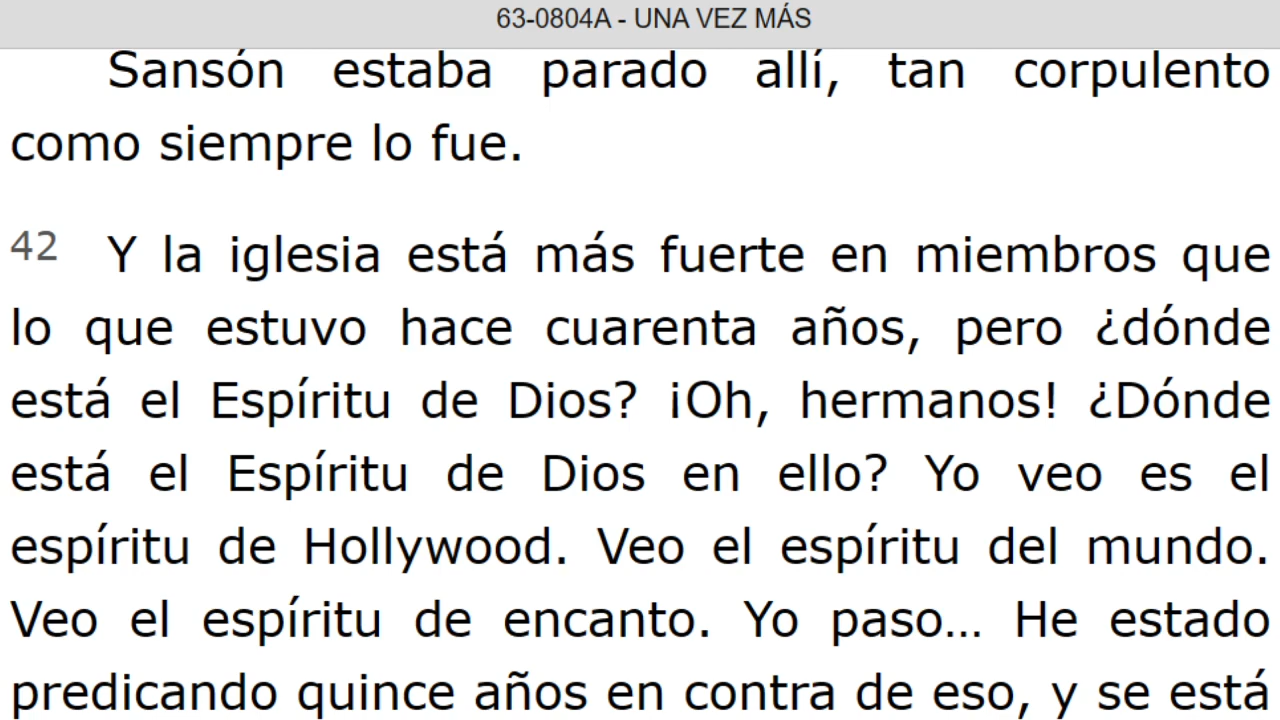 63-0804A - UNA VEZ MÁS
Sansón estaba parado allí, tan corpulento
como siempre lo fue.
42 Y la iglesia está más fuerte en miembros que
lo que estuvo hace cuarenta años, pero ¿dónde
está el Espíritu de Dios? ¡Oh, hermanos! ¿Dónde
está el Espíritu de Dios en ello? Yo veo es el
espíritu de Hollywood. Veo el espíritu del mundo.
Veo el espíritu de encanto. Yo paso… He estado
predicando quince años en contra de eso, y se está